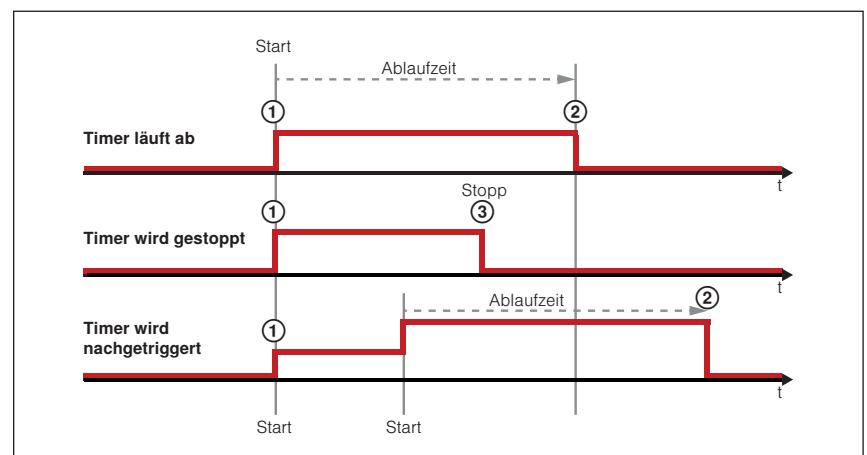 Start
Ablaufzeit
1
2
Timer läuft ab
t
Stopp
1
3
Timer wird gestoppt
t
Ablaufzeit
2
Timer wird
nachgetriggert
1
t
Start
Start